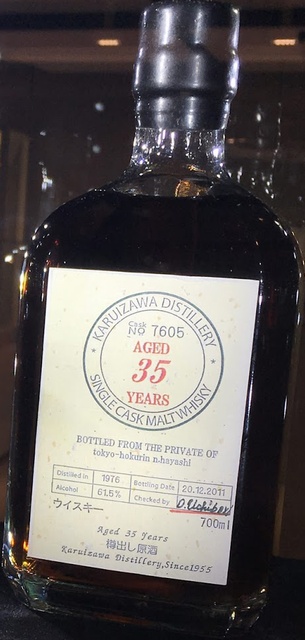 KARUIZAWA DISTILLERY
Cask
No 7605
AGED
35
YEARS
SINGLE CASK MALT WHISKY
BOTTLED FROM THE PRIVATE OF
tokyo-hokurin n.hayashi
Distilled in 1976 Bottling Date 20.12.2011
Alcohol 61.5% Checked by
ウイスキー 700ml
Aged 35 Years
樽出し原酒
Karuizawa Distillery,Since1955